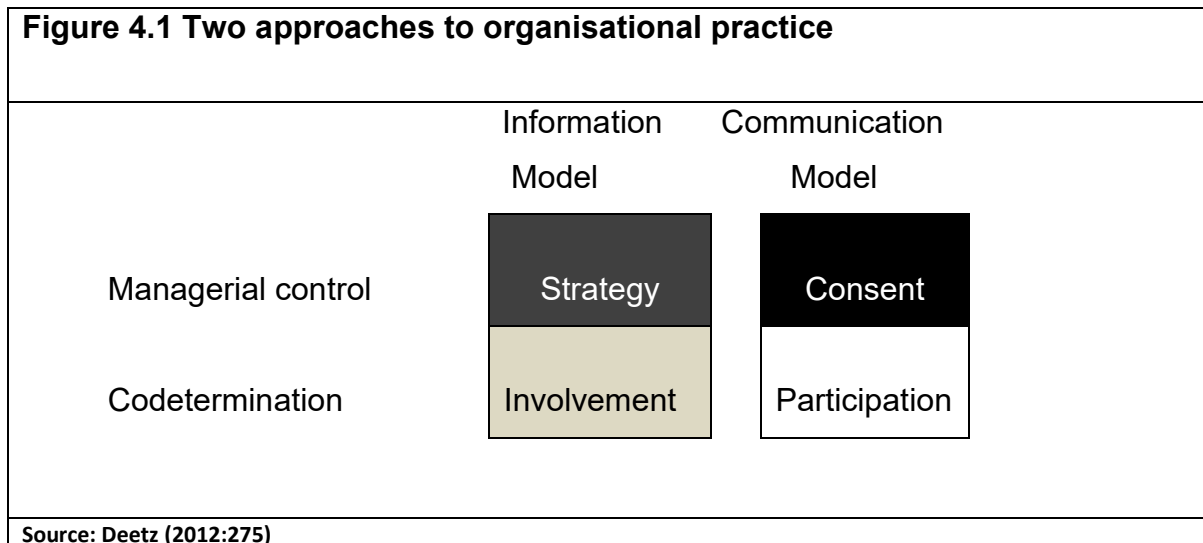 Figure 4.1 Two approaches to organisational practice
Information Communication
Model Model
Managerial control Strategy Consent
Codetermination Involvement Participation
Source: Deetz (2012:275)